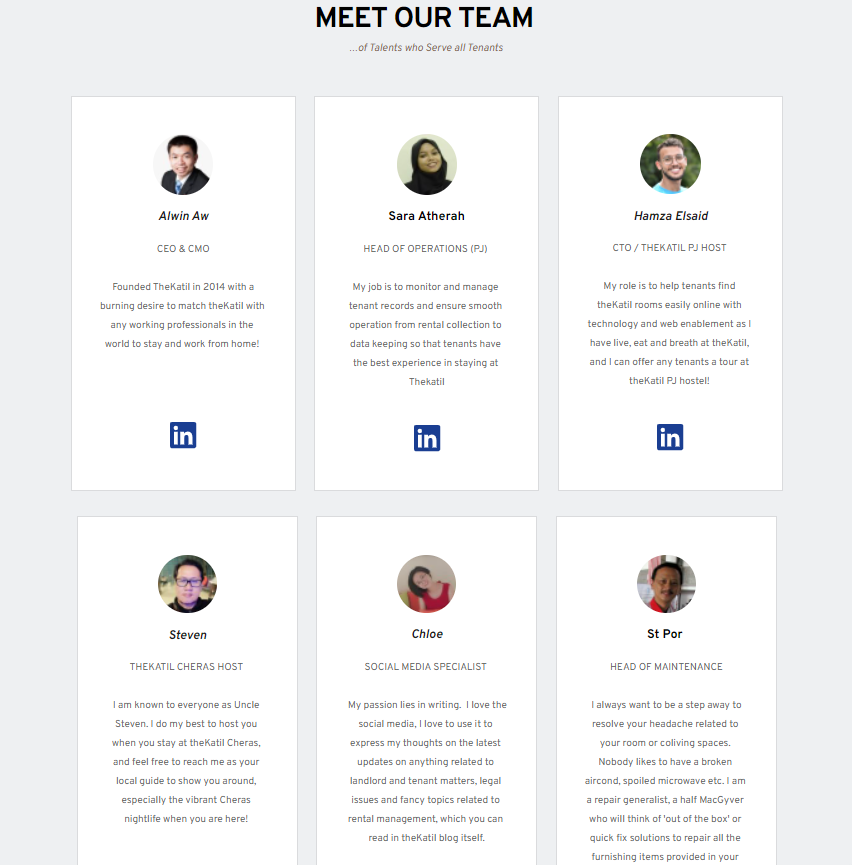 MEET OUR TEAM
...of Talents who Serve all Tenants
Alwin Aw
CEO & CMO
Founded TheKatil in 2014 with a
burning desire to match theKatil with
any working professionals in the
world to stay and work from home!
in
Sara Atherah
HEAD OF OPERATIONS (PJ)
My job is to monitor and manage
tenant records and ensure smooth
operation from rental collection to
data keeping so that tenants have
the best experience in staying at
Thekatil
in
Hamza Elsaid
CTO / THEKATIL PJ HOST
My role is to help tenants find
theKatil rooms easily online with
technology and web enablement as I
have live, eat and breath at theKatil,
and I can offer any tenants a tour at
theKatil PJ hostel!
in
Steven
THEKATIL CHERAS HOST
I am known to everyone as Uncle
Steven. I do my best to host you
when you stay at theKatil Cheras,
and feel free to reach me as your
local guide to show you around,
especially the vibrant Cheras
nightlife when you are here!
Chloe
SOCIAL MEDIA SPECIALIST
My passion lies in writing.  I love the
social media, I love to use it to
express my thoughts on the latest
updates on anything related to
landlord and tenant matters, legal
issues and fancy topics related to
rental management, which you can
read in theKatil blog itself.
St Por
HEAD OF MAINTENANCE
I always want to be a step away to
resolve your headache related to
your room or coliving spaces.
Nobody likes to have a broken
aircond, spoiled microwave etc. I am
a repair generalist, a half MacGyver
who will think of 'out of the box' or
quick fix solutions to repair all the
furnishing items provided in your